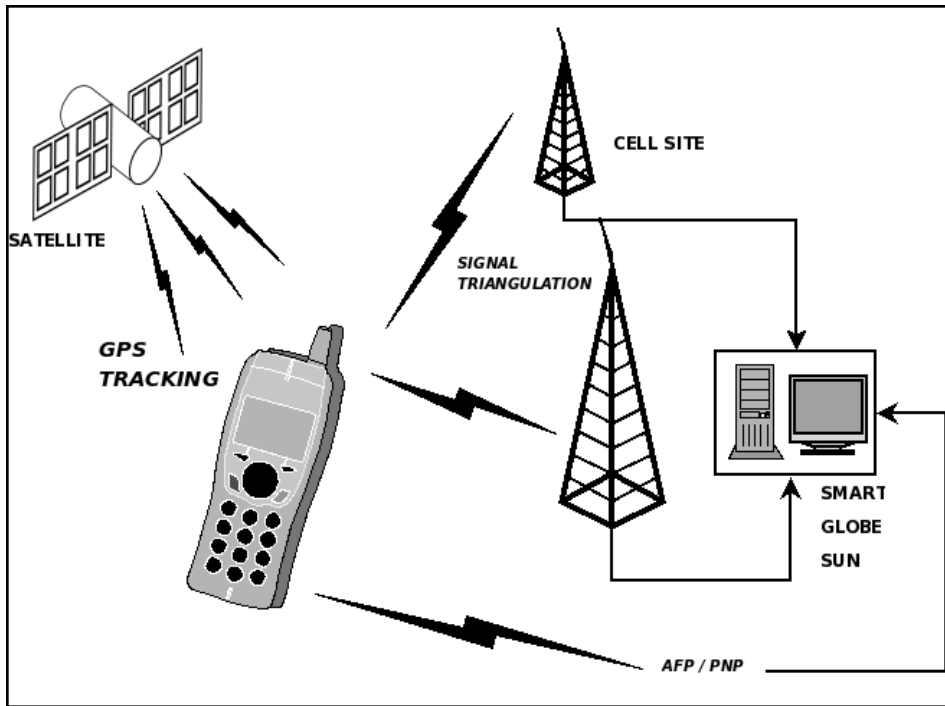 CELL SITE
SATELLITE
SIGNAL
TRIANGULATION
GPS
TRACKING
SMART
GLOBE
SUN
AFP / PNP